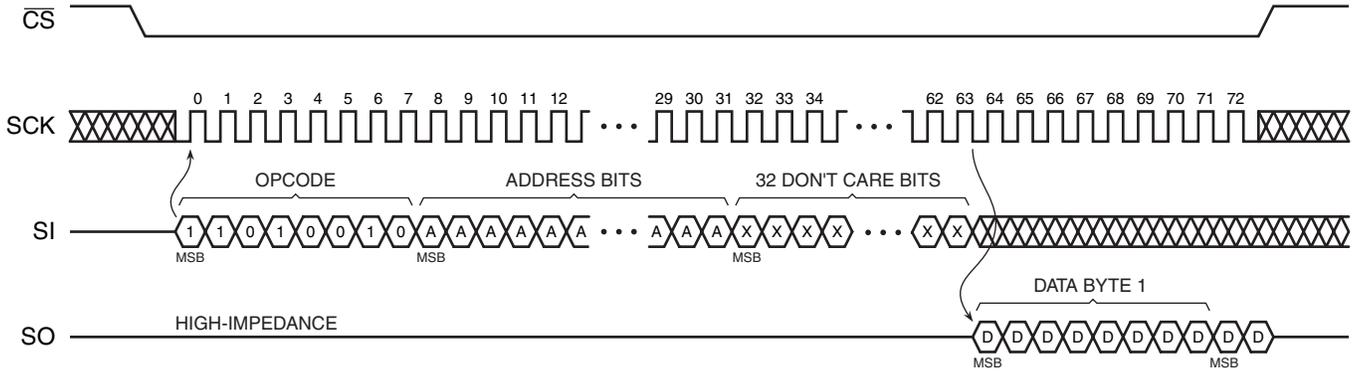 CS
0 1 2 3 4 5 6 7 8 9 10 11 12 29 30 31 32 33 34 62 63 64 65 66 67 68 69 70 71 72
SCK
OPCODE ADDRESS BITS 32 DON'T CARE BITS
SI 1 1 0 1 0 0 1 0 A A A A A A A A A X X X X X X
MSB MSB MSB
DATA BYTE 1
HIGH-IMPEDANCE
SO D D D D D D D D D D
MSB MSB